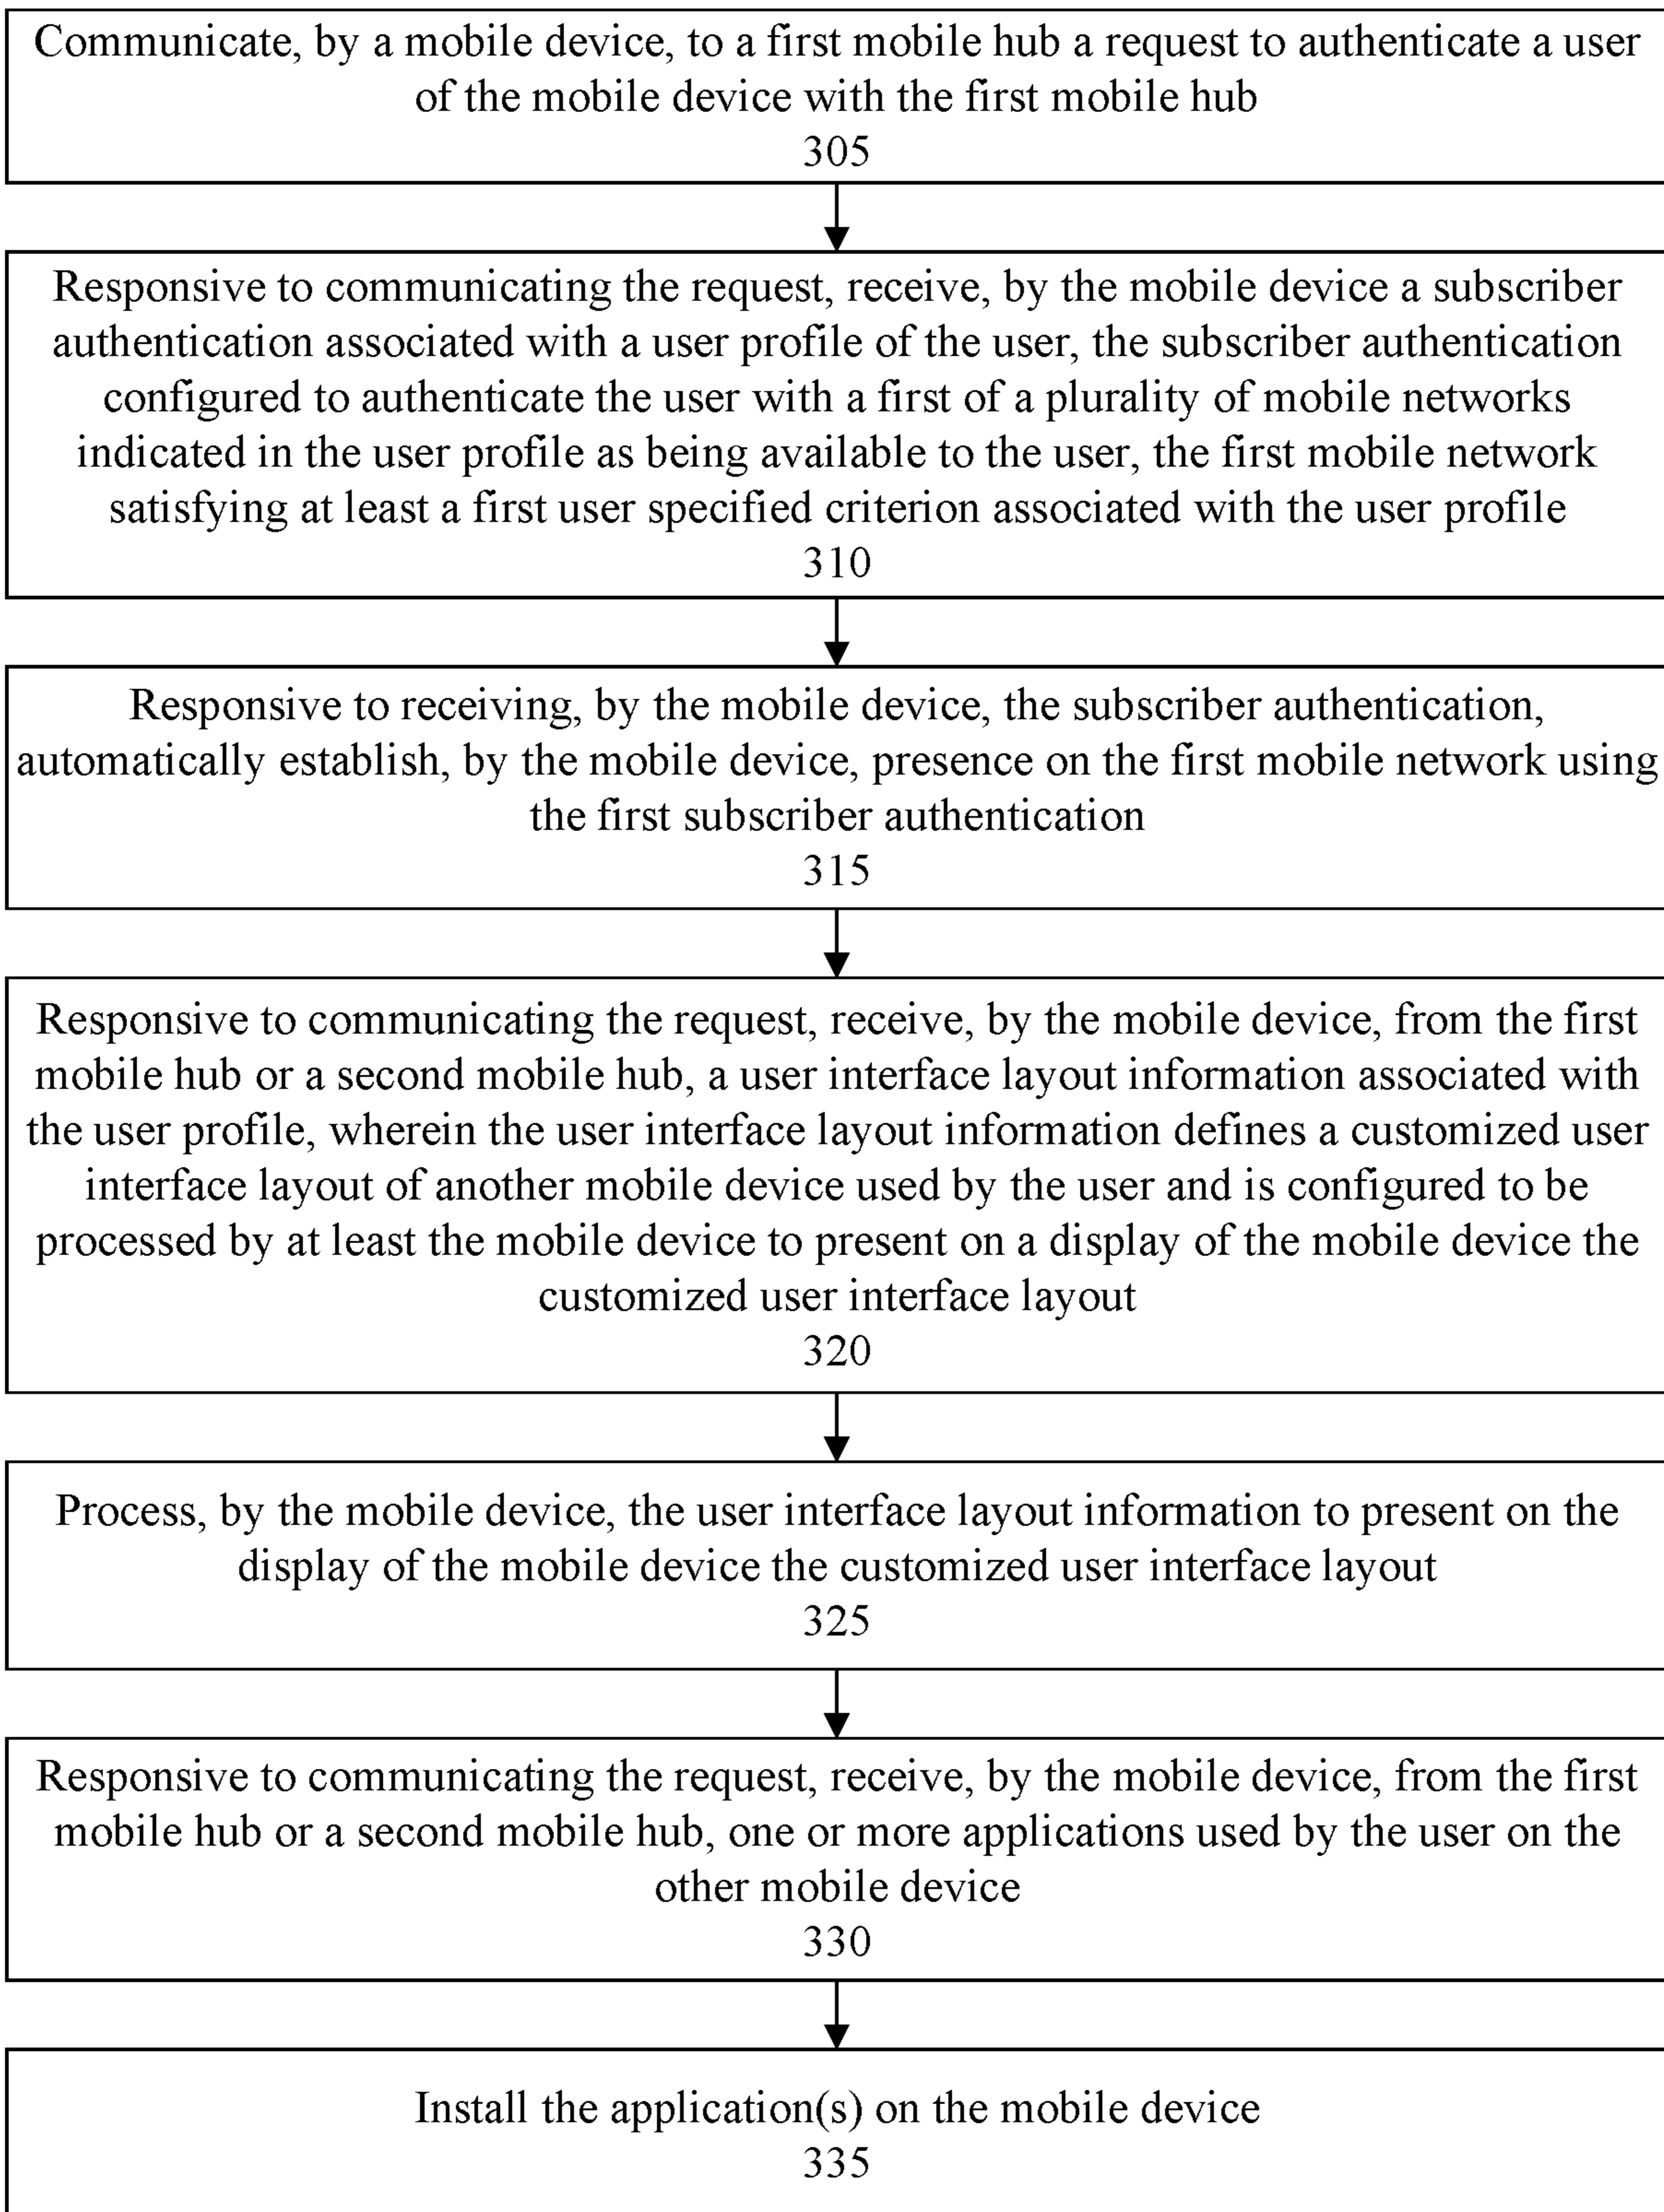 Communicate, by a mobile device, to a first mobile hub a request to authenticate a user
of the mobile device with the first mobile hub
305
Responsive to communicating the request, receive, by the mobile device a subscriber
authentication associated with a user profile of the user, the subscriber authentication
configured to authenticate the user with a first of a plurality of mobile networks
indicated in the user profile as being available to the user, the first mobile network
satisfying at least a first user specified criterion associated with the user profile
310
Responsive to receiving, by the mobile device, the subscriber authentication,
automatically establish, by the mobile device, presence on the first mobile network using
the first subscriber authentication
315
Responsive to communicating the request, receive, by the mobile device, from the first
mobile hub or a second mobile hub, a user interface layout information associated with
the user profile, wherein the user interface layout information defines a customized user
interface layout of another mobile device used by the user and is configured to be
processed by at least the mobile device to present on a display of the mobile device the
customized user interface layout
320
Process, by the mobile device, the user interface layout information to present on the
display of the mobile device the customized user interface layout
325
Responsive to communicating the request, receive, by the mobile device, from the first
mobile hub or a second mobile hub, one or more applications used by the user on the
other mobile device
330
Install the application(s) on the mobile device
335